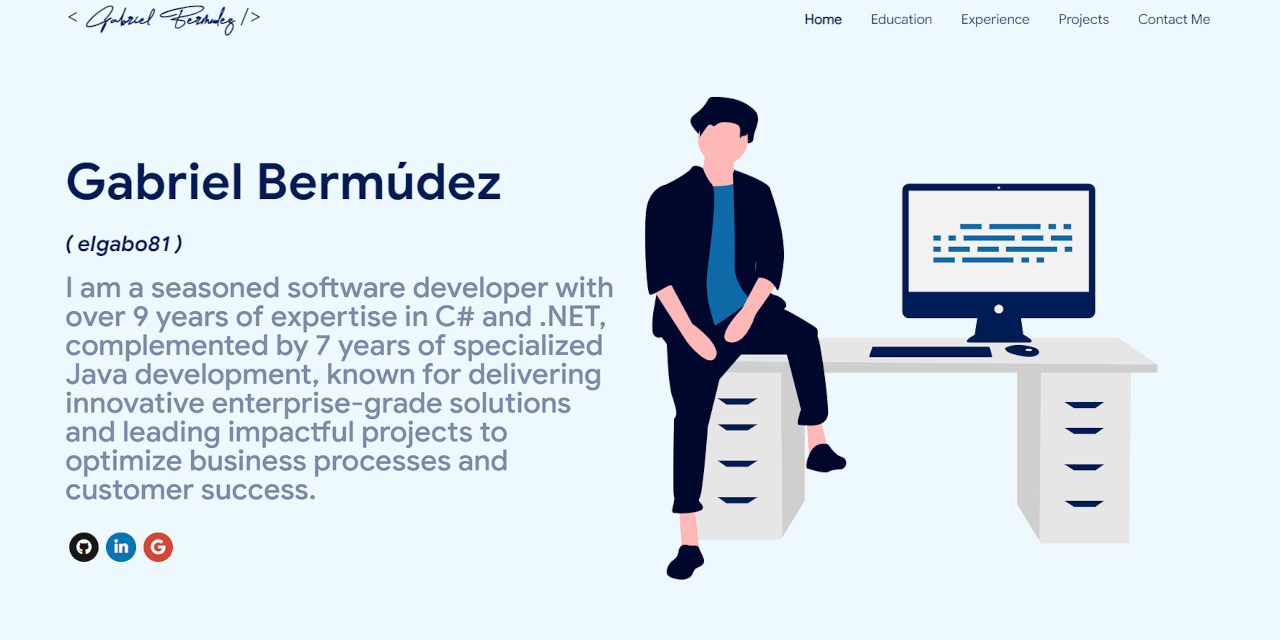 < Gabriel Bermudez />
Home Education Experience Projects Contact Me
Gabriel Bermúdez
( elgabo81 )
I am a seasoned software developer with
over 9 years of expertise in C# and .NET,
complemented by 7 years of specialized
Java development, known for delivering
innovative enterprise-grade solutions
and leading impactful projects to
optimize business processes and
customer success.
in
G